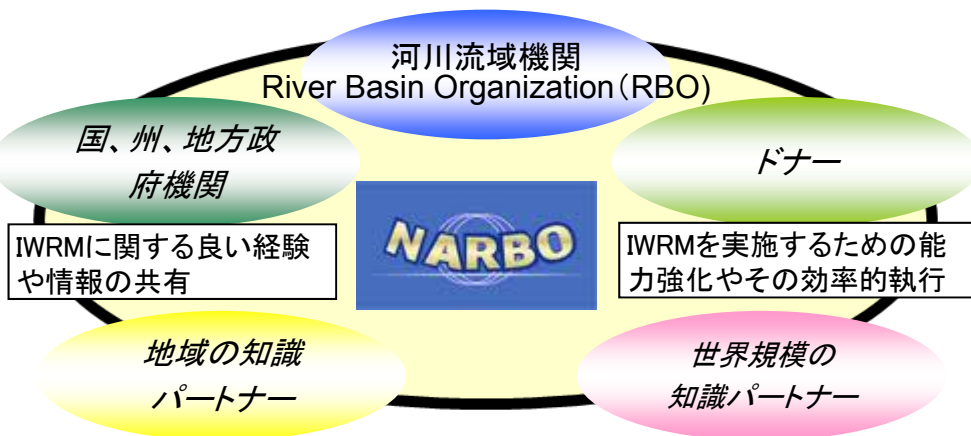 河川流域機関
River Basin Organization(RBO)
国、州、地方政
府機関
ドナー
NARBO
IWRMに関する良い経験
や情報の共有
IWRMを実施するための能
力強化やその効率的執行
地域の知識
パートナー
世界規模の
知識パートナー